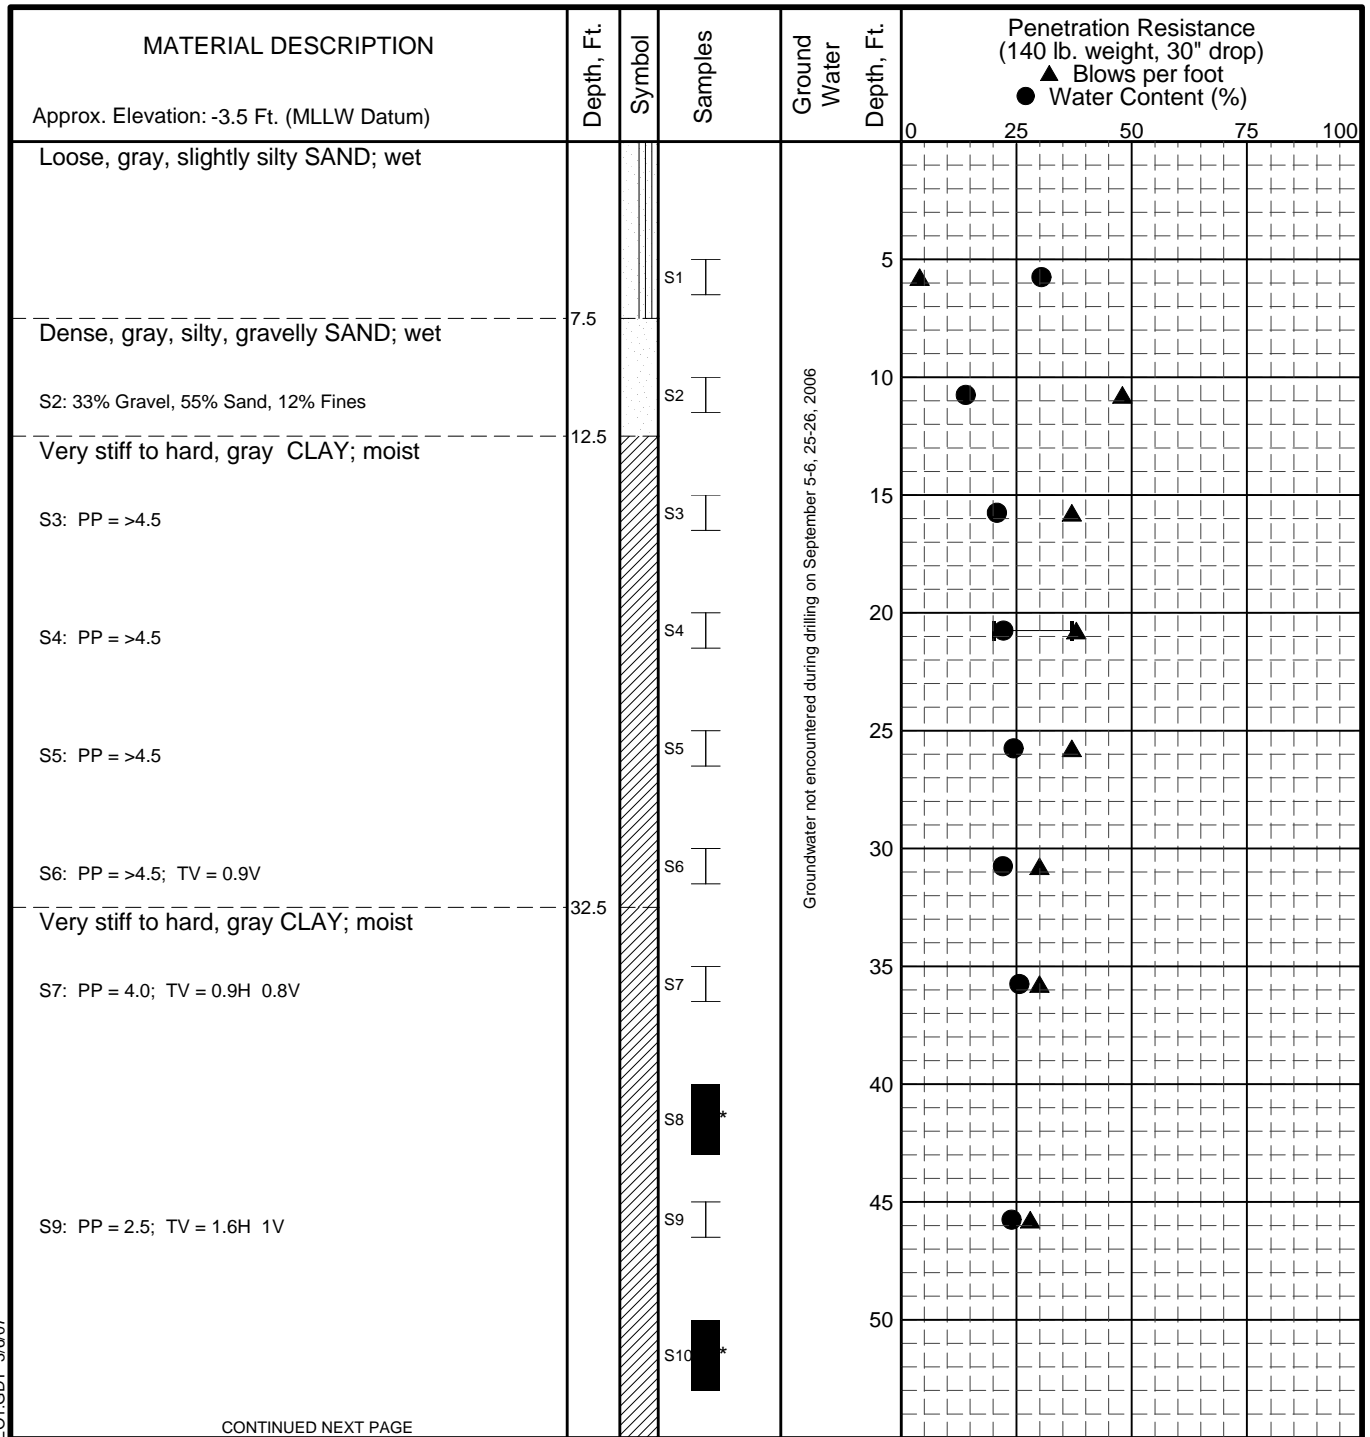 MATERIAL DESCRIPTION
Approx. Elevation: -3.5 Ft. (MLLW Datum)
Depth, Ft.
Symbol
Samples
Ground
Water
Depth, Ft.
Penetration Resistance
(140 lb. weight, 30" drop)
▲ Blows per foot
● Water Content (%)
0 25 50 75 100
Loose, gray, slightly silty SAND; wet
5
S1
7.5
Dense, gray, silty, gravelly SAND; wet
10
S2: 33% Gravel, 55% Sand, 12% Fines
S2
12.5
Very stiff to hard, gray CLAY; moist
15
S3: PP = >4.5
S3
Groundwater not encountered during drilling on September 5-6, 25-26, 2006
20
S4: PP = >4.5
S4
25
S5: PP = >4.5
S5
30
S6: PP = >4.5; TV = 0.9V
S6
32.5
Very stiff to hard, gray CLAY; moist
35
S7: PP = 4.0; TV = 0.9H 0.8V
S7
40
S8 *
45
S9: PP = 2.5; TV = 1.6H 1V
S9
50
S10 *
CONTINUED NEXT PAGE